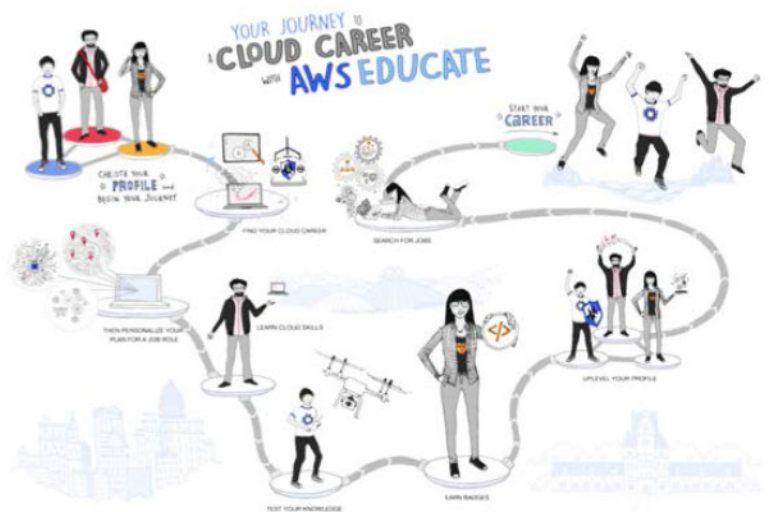 YOUR JOURNEY TO
A CLOUD CAREER
WITH AWS EDUCATE
CREATE YOUR
PROFILE and
BEGIN YOUR JOURNEY
FIND YOUR CLOUD CAREER
THEN PERSONALIZE YOUR
PLAN FOR A JOB ROLE
LEARN CLOUD SKILLS
TEST YOUR KNOWLEDGE
EARN BADGES
</>
UPLEVEL YOUR PROFILE
SEARCH FOR JOBS
START YOUR
CAREER